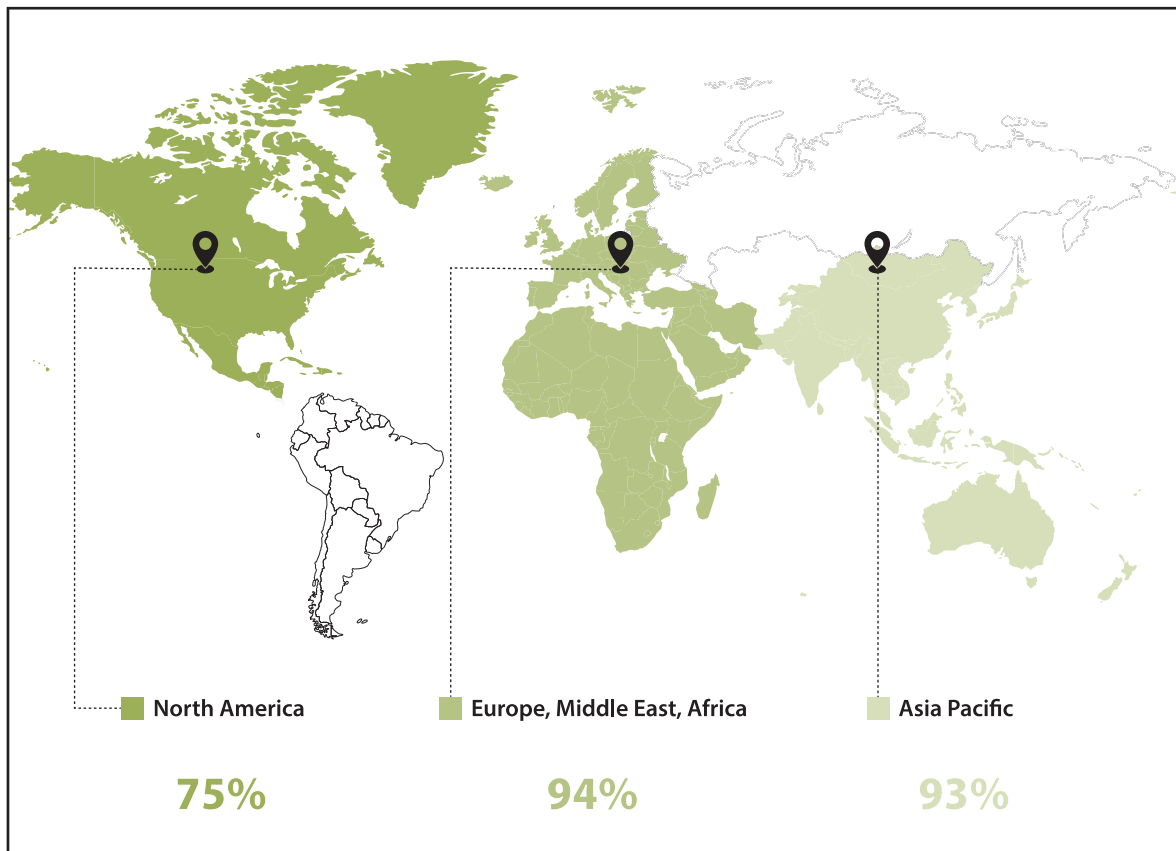 North America
Europe, Middle East, Africa
Asia Pacific
75%
94%
93%